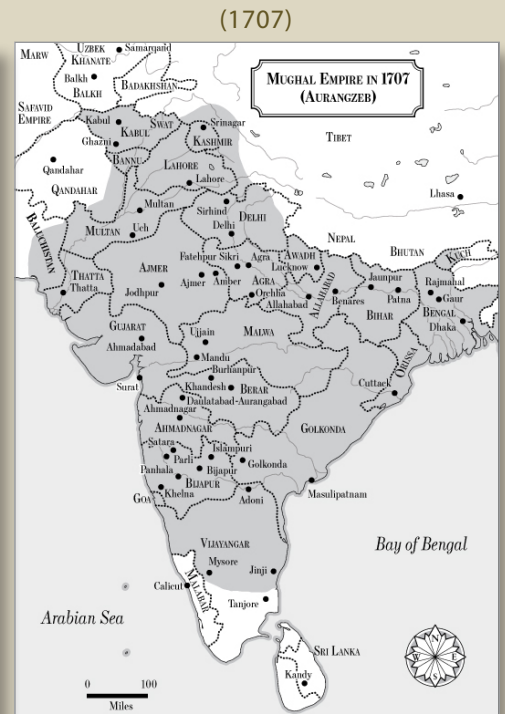 (1707)
MUGHAL EMPIRE IN 1707
(AURANGZEB)
MARW
UZBEK
KHANATE
Samarqand
Balkh
BALKH
BADAKHSHAN
SAFAVID
EMPIRE
Kabul
KABUL
SWAT
Srinagar
KASHMIR
Ghazni
BANNU
TIBET
Qandahar
QANDAHAR
LAHORE
Lahore
Lhasa
Multan
Sirhind
DELHI
BALUCHISTAN
MULTAN
Uch
Delhi
NEPAL
BHUTAN
KUCH
THATTA
Thatta
AJMER
Fatehpur Sikri
Agra
AWADH
Lucknow
Jodhpur
Ajmer
Amber
AGRA
Orchha
Allahabad
ALLAHABAD
Benares
Jaunpur
Patna
Rajmahal
Gaur
BIHAR
BENGAL
Dhaka
GUJARAT
Ahmadabad
Ujjain
MALWA
Mandu
Burhanpur
Surat
Khandesh
BERAR
Daulatabad-Aurangabad
ORISSA
Cuttack
Ahmadnagar
AHMADNAGAR
GOLKONDA
Satara
Parli
Islampuri
Golkonda
Panhala
Bijapur
BIJAPUR
Khelna
GOA
Adoni
Masulipatnam
VIJAYANGAR
Mysore
Jinji
Bay of Bengal
Calicut
MALABAR
Tanjore
Arabian Sea
SRI LANKA
Kandy
N
W
E
S
0 100
Miles